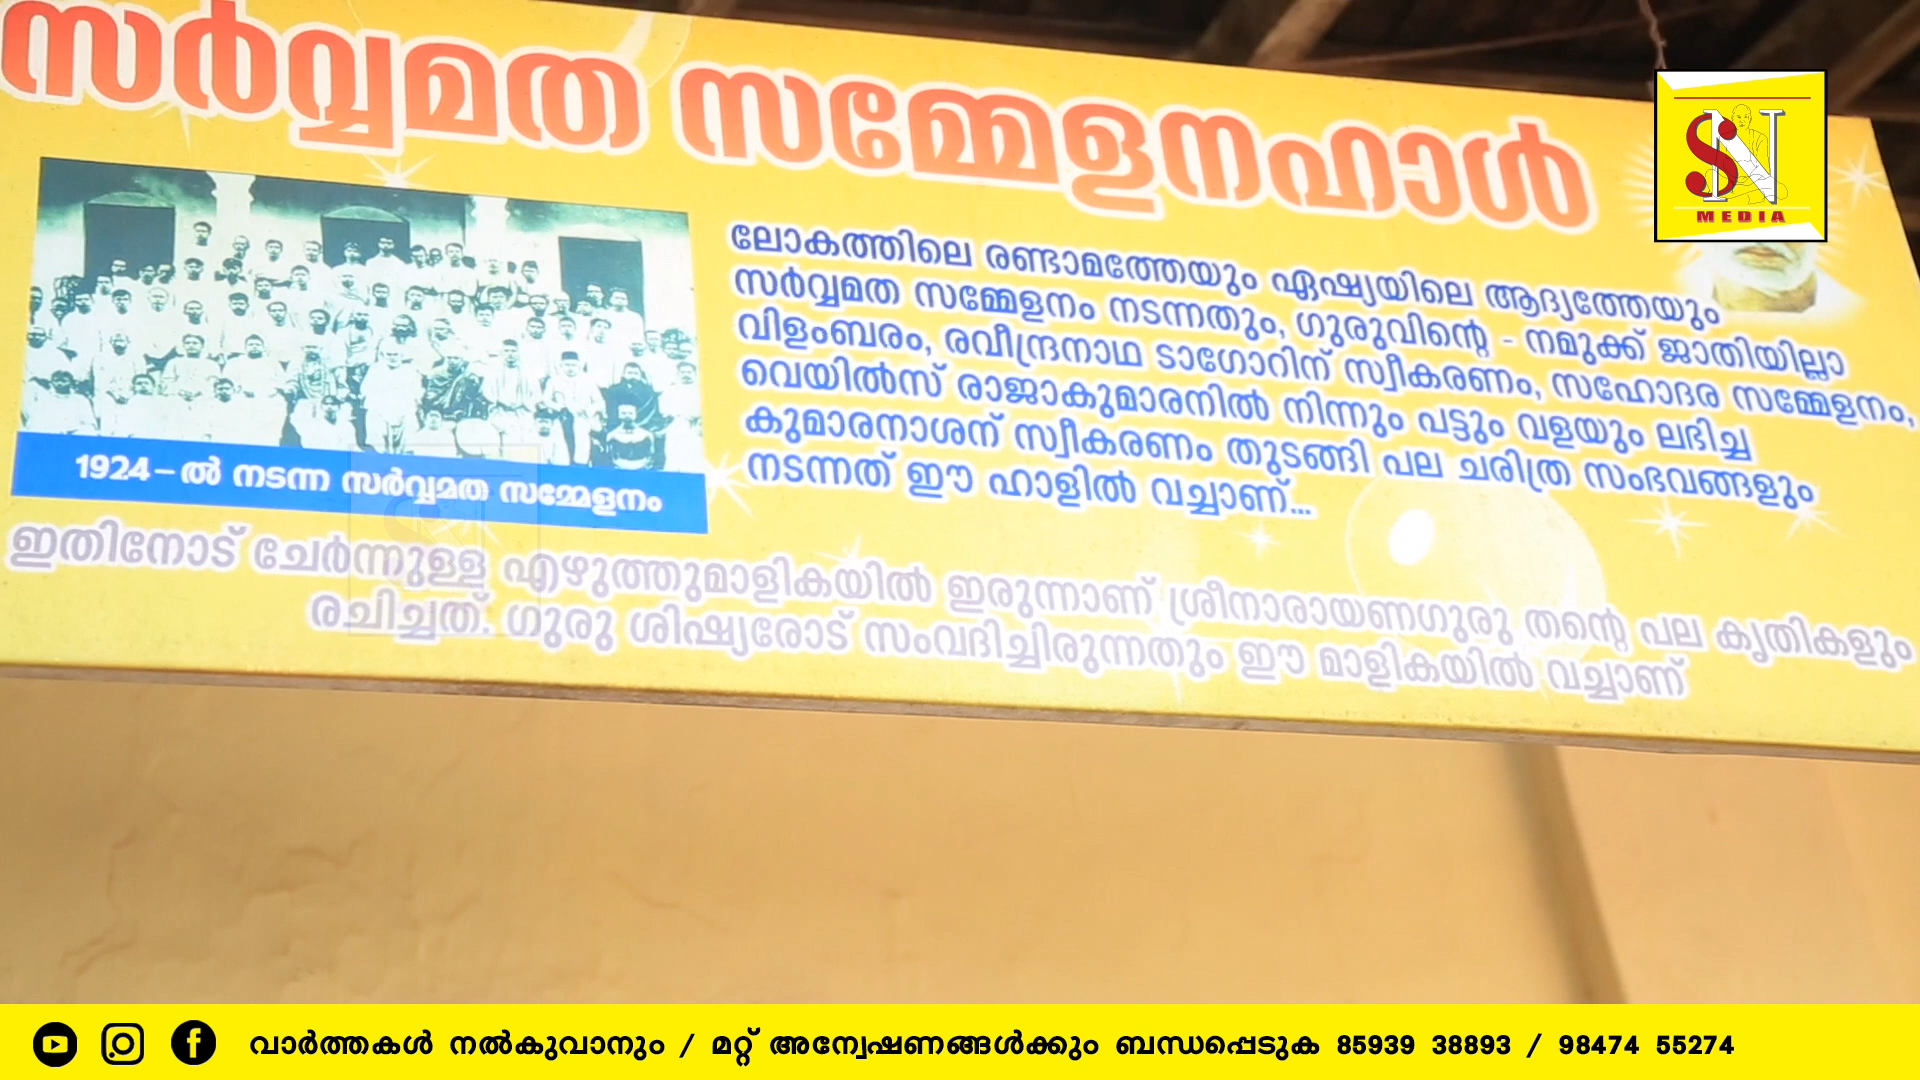 സർവ്വമത സമ്മേളനഹാൾ
SN
MEDIA
ലോകത്തിലെ രണ്ടാമത്തേയും ഏഷ്യയിലെ ആദ്യത്തേയും
സർവ്വമത സമ്മേളനം നടന്നതും, ഗുരുവിന്റെ - നമുക്ക് ജാതിയില്ലാ
വിളംബരം, രവീന്ദ്രനാഥ ടാഗോറിന് സ്വീകരണം, സഹോദര സമ്മേളനം,
വെയിൽസ് രാജാകുമാരനിൽ നിന്നും പട്ടും വളയും ലഭിച്ച
കുമാരനാശന് സ്വീകരണം തുടങ്ങി പല ചരിത്ര സംഭവങ്ങളും
നടന്നത് ഈ ഹാളിൽ വച്ചാണ്...
1924-ൽ നടന്ന സർവ്വമത സമ്മേളനം
ഇതിനോട് ചേർന്നുള്ള എഴുത്തുമാളികയിൽ ഇരുന്നാണ് ശ്രീനാരായണഗുരു തന്റെ പല കൃതികളും
രചിച്ചത്. ഗുരു ശിഷ്യരോട് സംവദിച്ചിരുന്നതും ഈ മാളികയിൽ വച്ചാണ്
വാർത്തകൾ നൽകുവാനും / മറ്റ് അന്വേഷണങ്ങൾക്കും ബന്ധപ്പെടുക 85939 38893 / 98474 55274